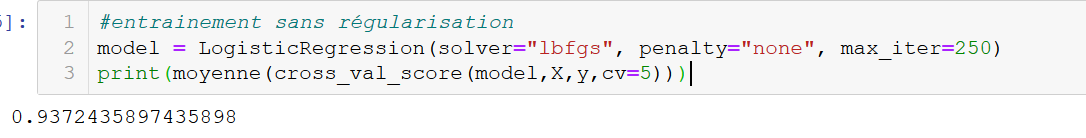 ]: 1 #entrainement sans régularisation
2 model = LogisticRegression(solver="lbfgs", penalty="none", max_iter=250)
3 print(moyenne(cross_val_score(model,X,y,cv=5)))
0.9372435897435898